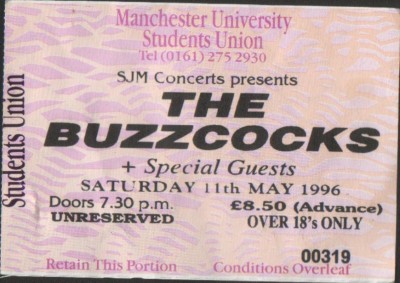 Manchester University
Students Union
Tel (0161) 275 2930
SJM Concerts presents
THE
BUZZCOCKS
+ Special Guests
SATURDAY 11th MAY 1996
Doors 7.30 p.m.
£8.50 (Advance)
UNRESERVED
OVER 18's ONLY
00319
Retain This Portion
Conditions Overleaf
Students Union